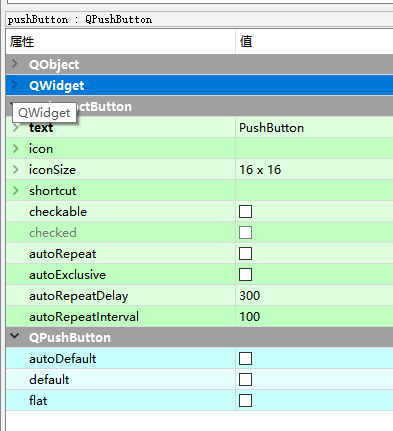 pushButton : QPushButton
属性 值
QObject
QWidget
ctButton
QWidget
text PushButton
icon
iconSize 16 x 16
shortcut
checkable
checked
autoRepeat
autoExclusive
autoRepeatDelay 300
autoRepeatInterval 100
QPushButton
autoDefault
default
flat